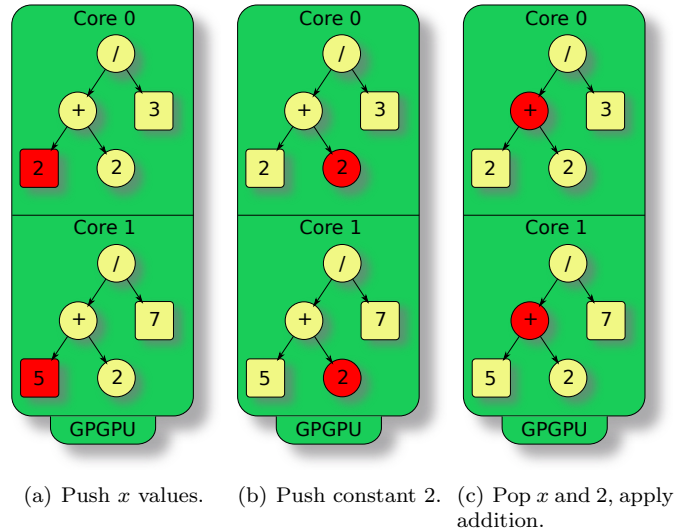 Core 0
/
+
3
2
2
Core 1
/
+
7
5
2
GPGPU
(a) Push x values.
Core 0
/
+
3
2
2
Core 1
/
+
7
5
2
GPGPU
(b) Push constant 2.
Core 0
/
+
3
2
2
Core 1
/
+
7
5
2
GPGPU
(c) Pop x and 2, apply
addition.